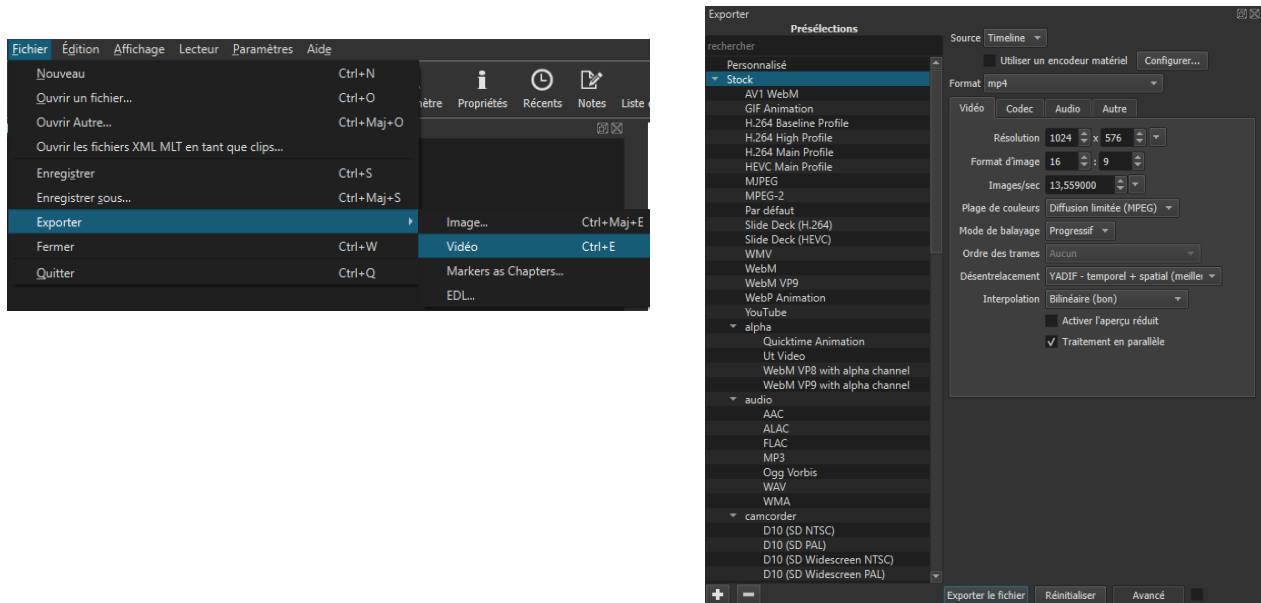 Fichier Édition Affichage Lecteur Paramètres Aide
Nouveau Ctrl+N
Ouvrir un fichier... Ctrl+O
Ouvrir Autre... Ctrl+Maj+O
Ouvrir les fichiers XML MLT en tant que clips...
Enregistrer Ctrl+S
Enregistrer sous... Ctrl+Maj+S
Exporter
Fermer Ctrl+W
Quitter Ctrl+Q
Propriétés Récents Notes Liste
Image... Ctrl+Maj+E
Vidéo Ctrl+E
Markers as Chapters...
EDL...
Exporter
Présélections
rechercher
Personnalisé
Stock
AV1 WebM
GIF Animation
H.264 Baseline Profile
H.264 High Profile
H.264 Main Profile
HEVC Main Profile
MJPEG
MPEG-2
Par défaut
Slide Deck (H.264)
Slide Deck (HEVC)
WMV
WebM
WebM VP9
WebP Animation
YouTube
alpha
Quicktime Animation
Ut Video
WebM VP8 with alpha channel
WebM VP9 with alpha channel
audio
AAC
ALAC
FLAC
MP3
Ogg Vorbis
WAV
WMA
camcorder
D10 (SD NTSC)
D10 (SD PAL)
D10 (SD Widescreen NTSC)
D10 (SD Widescreen PAL)
Source Timeline
Utiliser un encodeur matériel Configurer...
Format mp4
Vidéo Codec Audio Autre
Résolution 1024 x 576
Format d'image 16 : 9
Images/sec 13,559000
Plage de couleurs Diffusion limitée (MPEG)
Mode de balayage Progressif
Ordre des trames Aucun
Désentrelacement YADIF - temporel + spatial (meiller
Interpolation Bilinéaire (bon)
Activer l'aperçu réduit
Traitement en parallèle
Exporter le fichier Réinitialiser Avancé